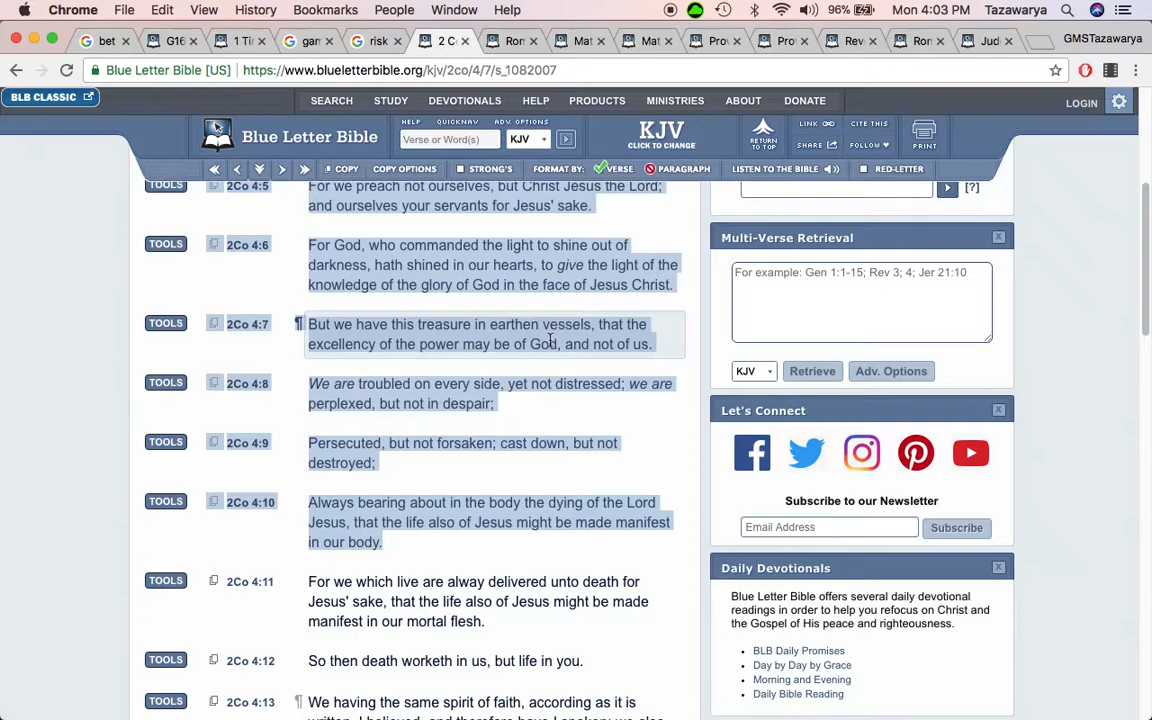 Chrome File Edit View History Bookmarks People Window Help 96% Mon 4:03 PM Tazawarya
bet G16 1 Ti gan risk 2 C Ron Mat Mat Pro Pro Rev Ron Jud GMSTazawarya
Blue Letter Bible [US] https://www.blueletterbible.org/kjv/2co/4/7/s_1082007
BLB CLASSIC SEARCH STUDY DEVOTIONALS HELP PRODUCTS MINISTRIES ABOUT DONATE LOGIN
HELP QUICKNAV ADV. OPTIONS
Blue Letter Bible Verse or Word(s) KJV
KJV
CLICK TO CHANGE
RETURN TO TOP
LINK CITE THIS
SHARE FOLLOW
PRINT
COPY COPY OPTIONS STRONG'S FORMAT BY: VERSE PARAGRAPH LISTEN TO THE BIBLE RED-LETTER
TOOLS 2Co 4:5 For we preach not ourselves, but Christ Jesus the Lord;
and ourselves your servants for Jesus' sake.
TOOLS 2Co 4:6 For God, who commanded the light to shine out of
darkness, hath shined in our hearts, to give the light of the
knowledge of the glory of God in the face of Jesus Christ.
TOOLS 2Co 4:7 ¶ But we have this treasure in earthen vessels, that the
excellency of the power may be of God, and not of us.
TOOLS 2Co 4:8 We are troubled on every side, yet not distressed; we are
perplexed, but not in despair;
TOOLS 2Co 4:9 Persecuted, but not forsaken; cast down, but not
destroyed;
TOOLS 2Co 4:10 Always bearing about in the body the dying of the Lord
Jesus, that the life also of Jesus might be made manifest
in our body.
TOOLS 2Co 4:11 For we which live are alway delivered unto death for
Jesus' sake, that the life also of Jesus might be made
manifest in our mortal flesh.
TOOLS 2Co 4:12 So then death worketh in us, but life in you.
TOOLS 2Co 4:13 ¶ We having the same spirit of faith, according as it is
[?]
Multi-Verse Retrieval
For example: Gen 1:1-15; Rev 3; 4; Jer 21:10
KJV Retrieve Adv. Options
Let's Connect
Subscribe to our Newsletter
Email Address Subscribe
Daily Devotionals
Blue Letter Bible offers several daily devotional
readings in order to help you refocus on Christ and
the Gospel of His peace and righteousness.
BLB Daily Promises
Day by Day by Grace
Morning and Evening
Daily Bible Reading